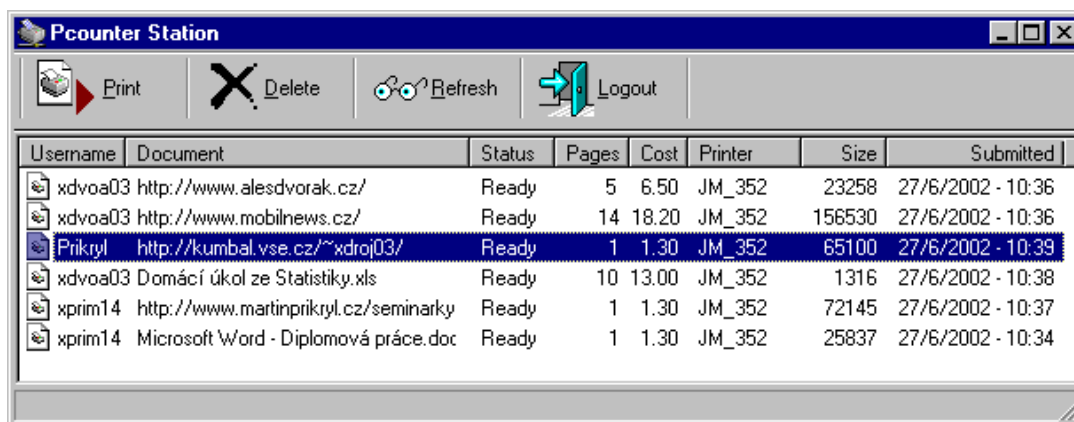 Pcounter Station
Print Delete Refresh Logout
Username Document Status Pages Cost Printer Size Submitted
xdvoa03 http://www.alesdvorak.cz/ Ready 5 6.50 JM_352 23258 27/6/2002 - 10:36
xdvoa03 http://www.mobilnews.cz/ Ready 14 18.20 JM_352 156530 27/6/2002 - 10:36
Prikryl http://kumbal.vse.cz/~xdroj03/ Ready 1 1.30 JM_352 65100 27/6/2002 - 10:39
xdvoa03 Domácí úkol ze Statistiky.xls Ready 10 13.00 JM_352 1316 27/6/2002 - 10:38
xprim14 http://www.martinprikryl.cz/seminarky Ready 1 1.30 JM_352 72145 27/6/2002 - 10:37
xprim14 Microsoft Word - Diplomová práce.doc Ready 1 1.30 JM_352 25837 27/6/2002 - 10:34